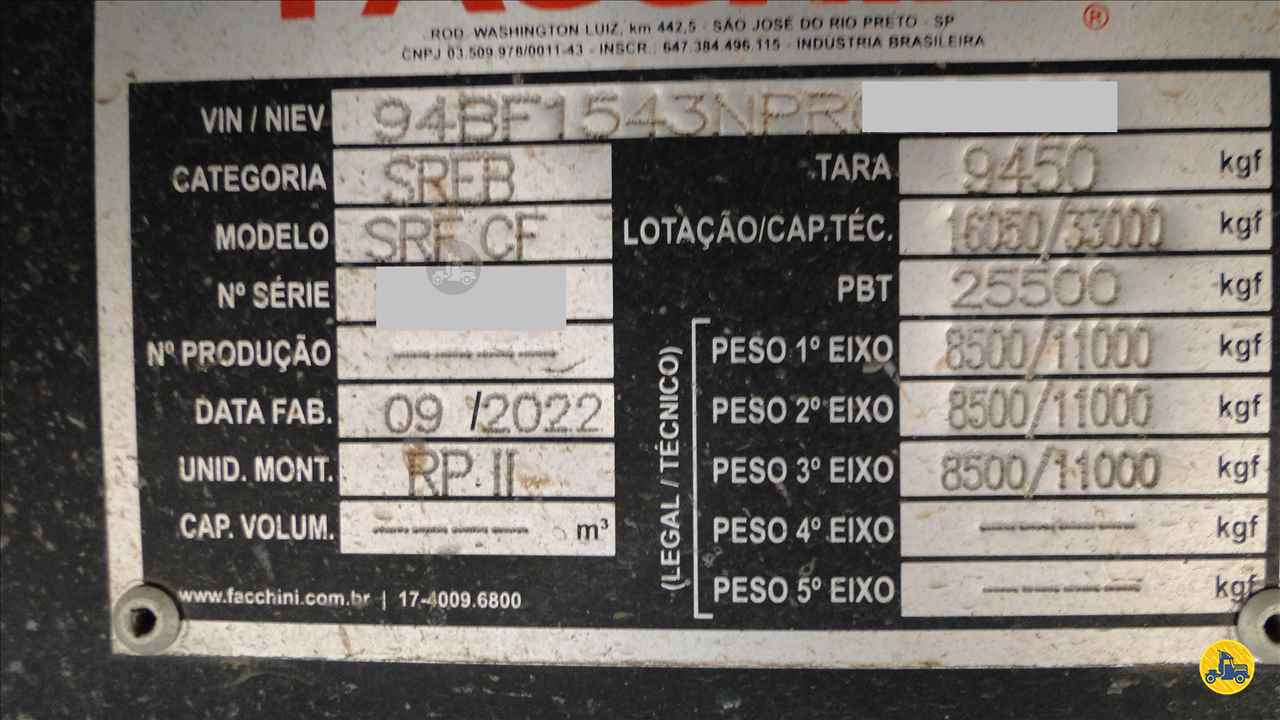 ROD. WASHINGTON LUIZ, km 442,5 - SÃO JOSÉ DO RIO PRETO - SP
CNPJ 03.509.978/0011-43 - INSCR.: 647.384.496.115 - INDUSTRIA BRASILEIRA
VIN / NIEV 94BF1543NPR
CATEGORIA SREB
MODELO SRF CF
Nº SÉRIE
Nº PRODUÇÃO -----
DATA FAB. 09 /2022
UNID. MONT. RP II
CAP. VOLUM. ----- m³
TARA 9450 kgf
LOTAÇÃO/CAP.TÉC. 16050/33000 kgf
PBT 25500 kgf
(LEGAL / TÉCNICO)
PESO 1º EIXO 8500/11000 kgf
PESO 2º EIXO 8500/11000 kgf
PESO 3º EIXO 8500/11000 kgf
PESO 4º EIXO ----- kgf
PESO 5º EIXO ----- kgf
www.facchini.com.br | 17-4009.6800